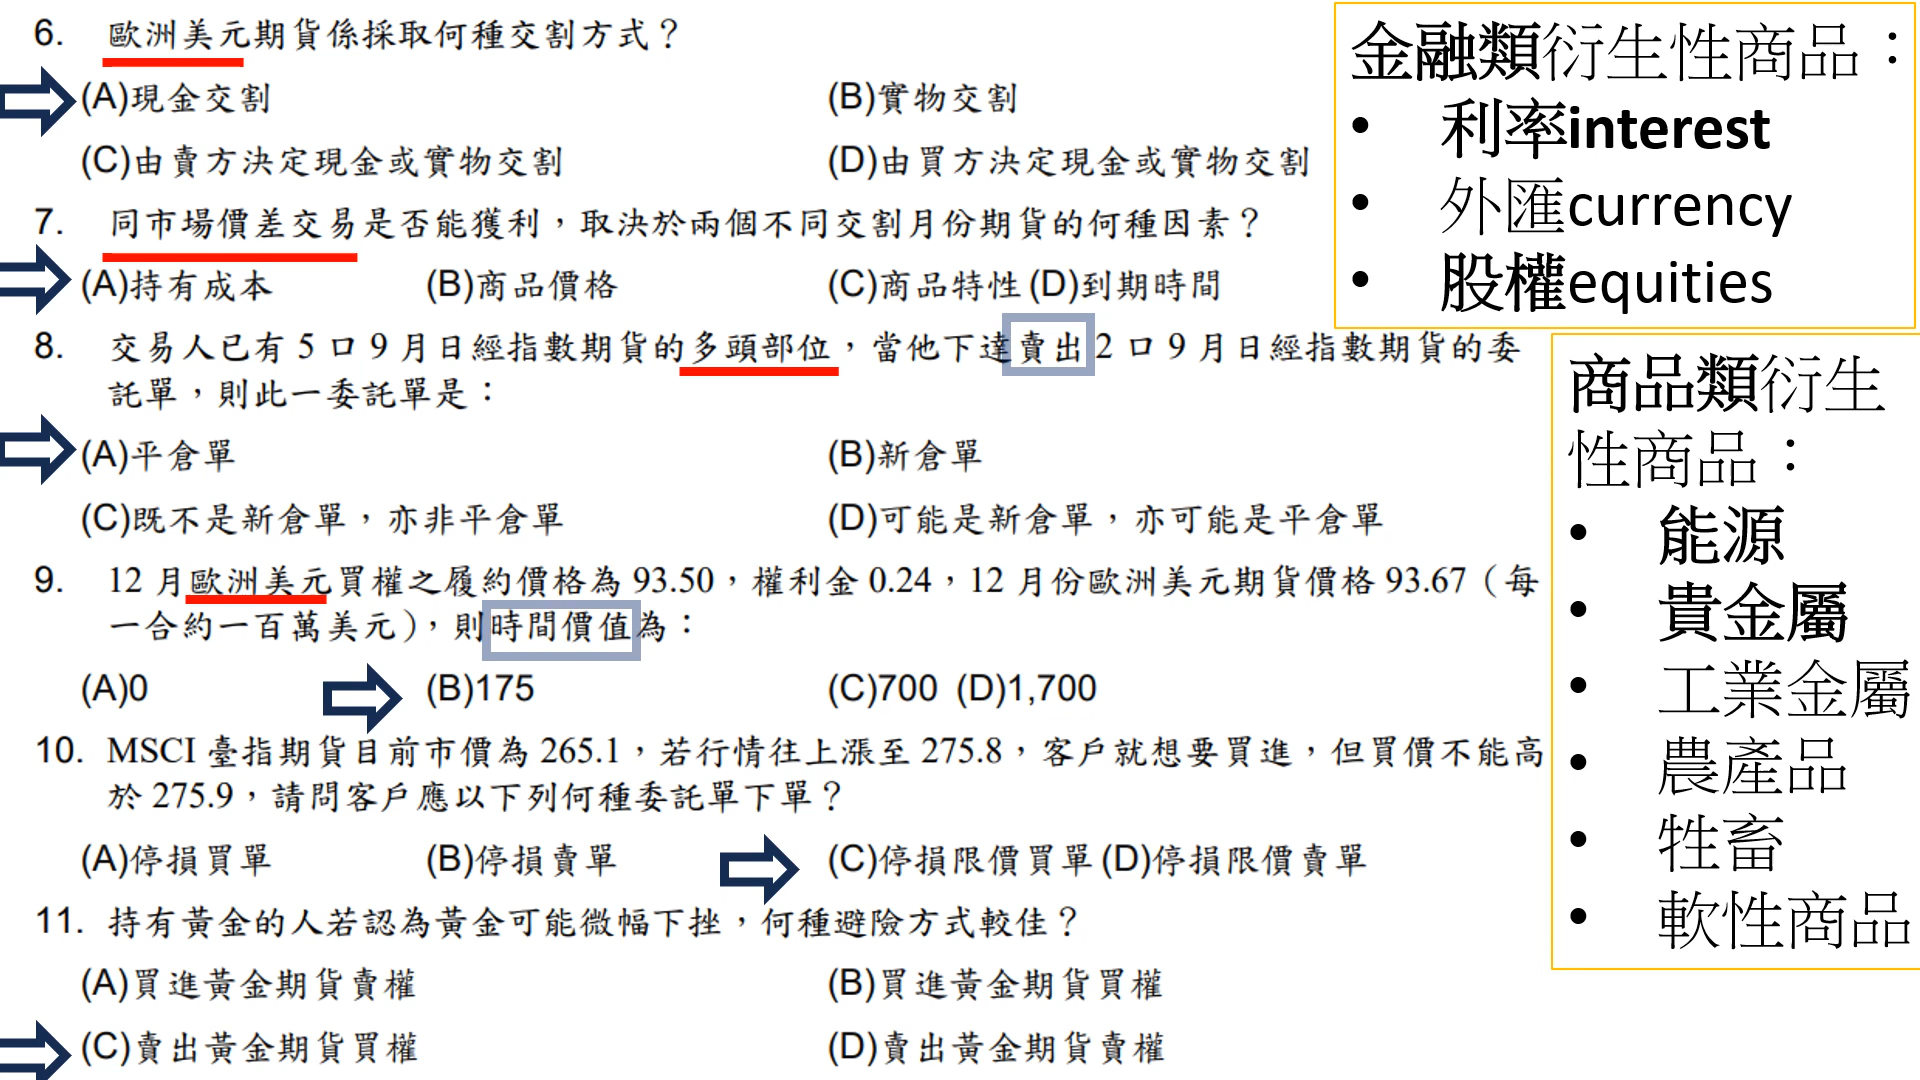 6. 歐洲美元期貨係採取何種交割方式？
(A)現金交割 (B)實物交割
(C)由賣方決定現金或實物交割 (D)由買方決定現金或實物交割
7. 同市場價差交易是否能獲利，取決於兩個不同交割月份期貨的何種因素？
(A)持有成本 (B)商品價格 (C)商品特性 (D)到期時間
8. 交易人已有 5 口 9 月日經指數期貨的多頭部位，當他下達賣出 2 口 9 月日經指數期貨的委
託單，則此一委託單是：
(A)平倉單 (B)新倉單
(C)既不是新倉單，亦非平倉單 (D)可能是新倉單，亦可能是平倉單
9. 12 月歐洲美元買權之履約價格為 93.50，權利金 0.24，12 月份歐洲美元期貨價格 93.67（每
一合約一百萬美元），則時間價值為：
(A)0 (B)175 (C)700 (D)1,700
10. MSCI 臺指期貨目前市價為 265.1，若行情往上漲至 275.8，客戶就想要買進，但買價不能高
於 275.9，請問客戶應以下列何種委託單下單？
(A)停損買單 (B)停損賣單 (C)停損限價買單 (D)停損限價賣單
11. 持有黃金的人若認為黃金可能微幅下挫，何種避險方式較佳？
(A)買進黃金期貨賣權 (B)買進黃金期貨買權
(C)賣出黃金期貨買權 (D)賣出黃金期貨賣權
金融類衍生性商品：
• 利率interest
• 外匯currency
• 股權equities
商品類衍生
性商品：
• 能源
• 貴金屬
• 工業金屬
• 農產品
• 牲畜
• 軟性商品